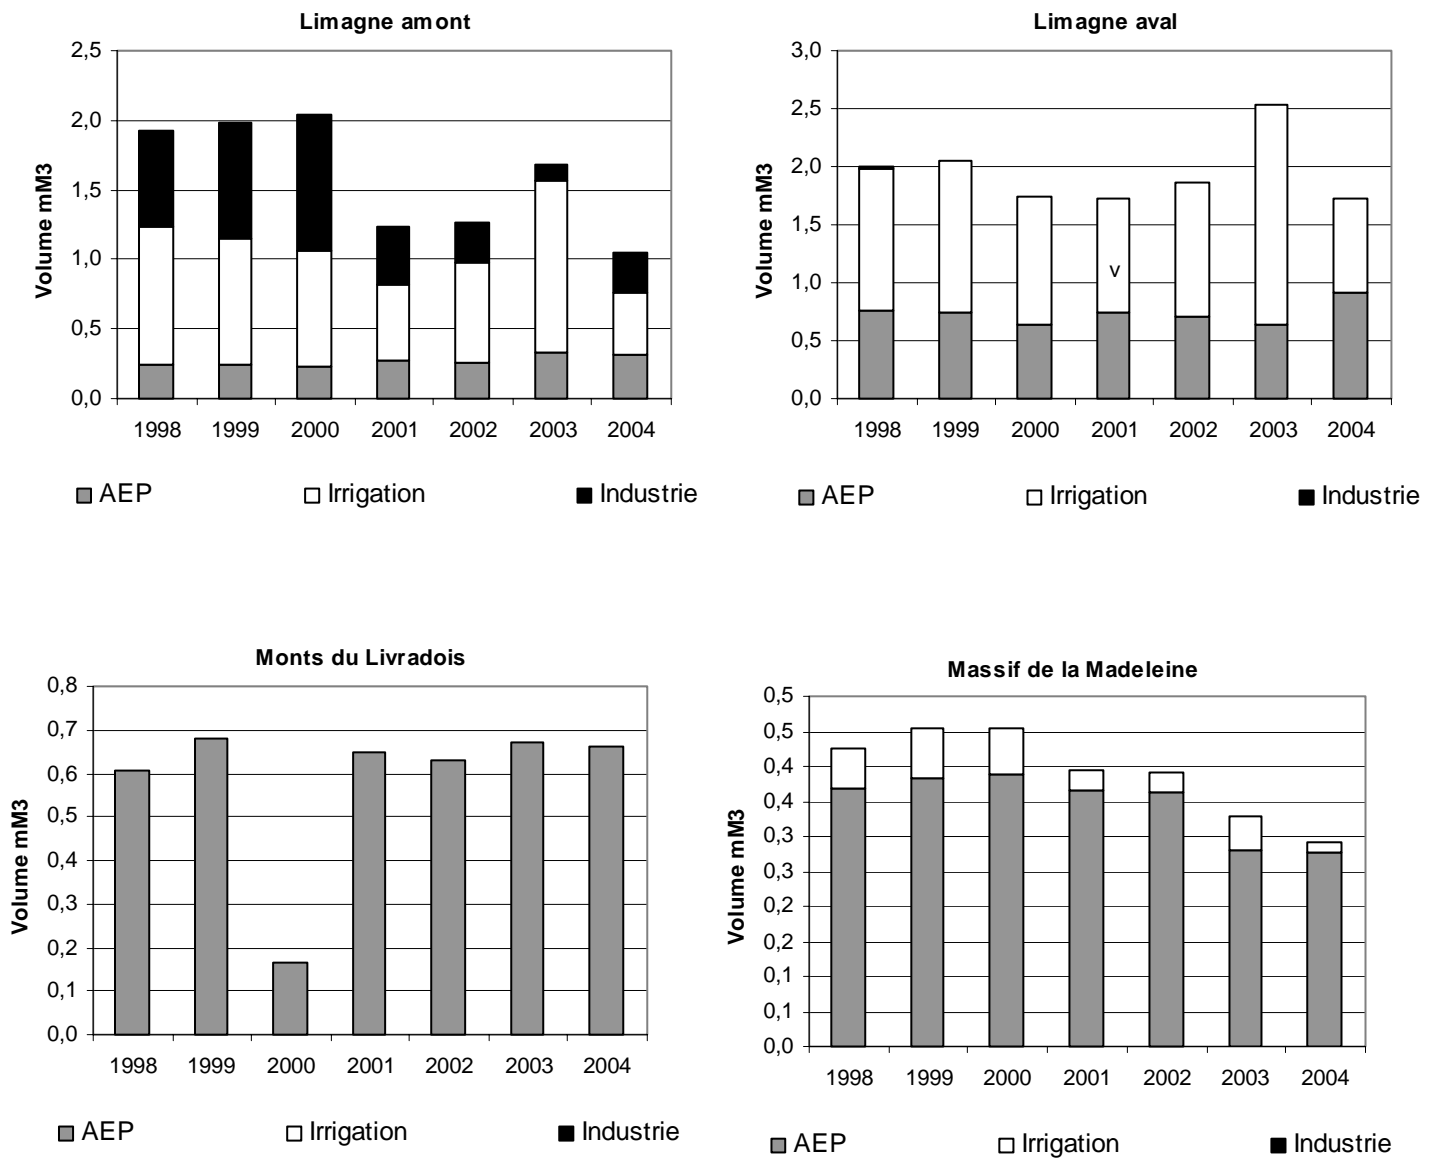 Limagne amont
2,5
2,0
1,5
1,0
0,5
0,0
Volume mM3
1998 1999 2000 2001 2002 2003 2004
AEP Irrigation Industrie
Limagne aval
3,0
2,5
2,0
1,5
1,0
0,5
0,0
Volume mM3
v
1998 1999 2000 2001 2002 2003 2004
AEP Irrigation Industrie
Monts du Livradois
0,8
0,7
0,6
0,5
0,4
0,3
0,2
0,1
0,0
Volume mM3
1998 1999 2000 2001 2002 2003 2004
AEP Irrigation Industrie
Massif de la Madeleine
0,5
0,5
0,4
0,4
0,3
0,3
0,2
0,2
0,1
0,1
0,0
Volume mM3
1998 1999 2000 2001 2002 2003 2004
AEP Irrigation Industrie